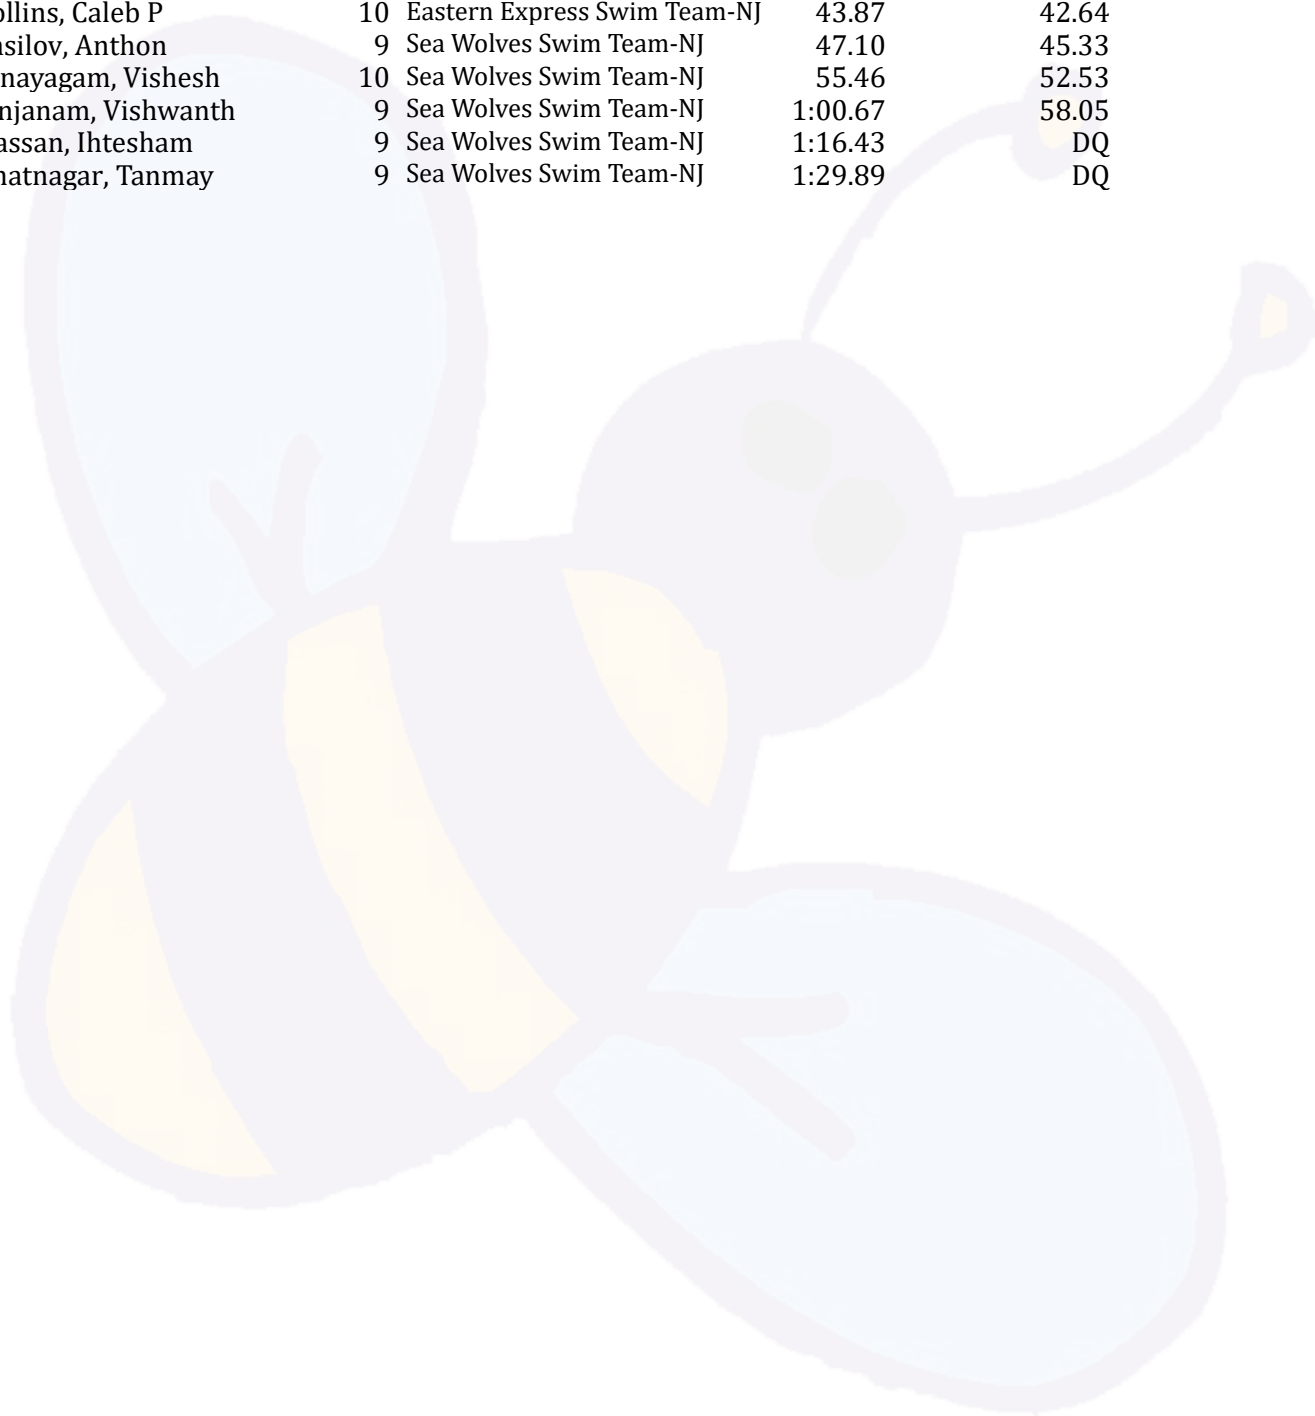 ollins, Caleb P 10 Eastern Express Swim Team-NJ 43.87 42.64
silov, Anthon 9 Sea Wolves Swim Team-NJ 47.10 45.33
nayagam, Vishesh 10 Sea Wolves Swim Team-NJ 55.46 52.53
njanam, Vishwanth 9 Sea Wolves Swim Team-NJ 1:00.67 58.05
assan, Ihtesham 9 Sea Wolves Swim Team-NJ 1:16.43 DQ
natnagar, Tanmay 9 Sea Wolves Swim Team-NJ 1:29.89 DQ